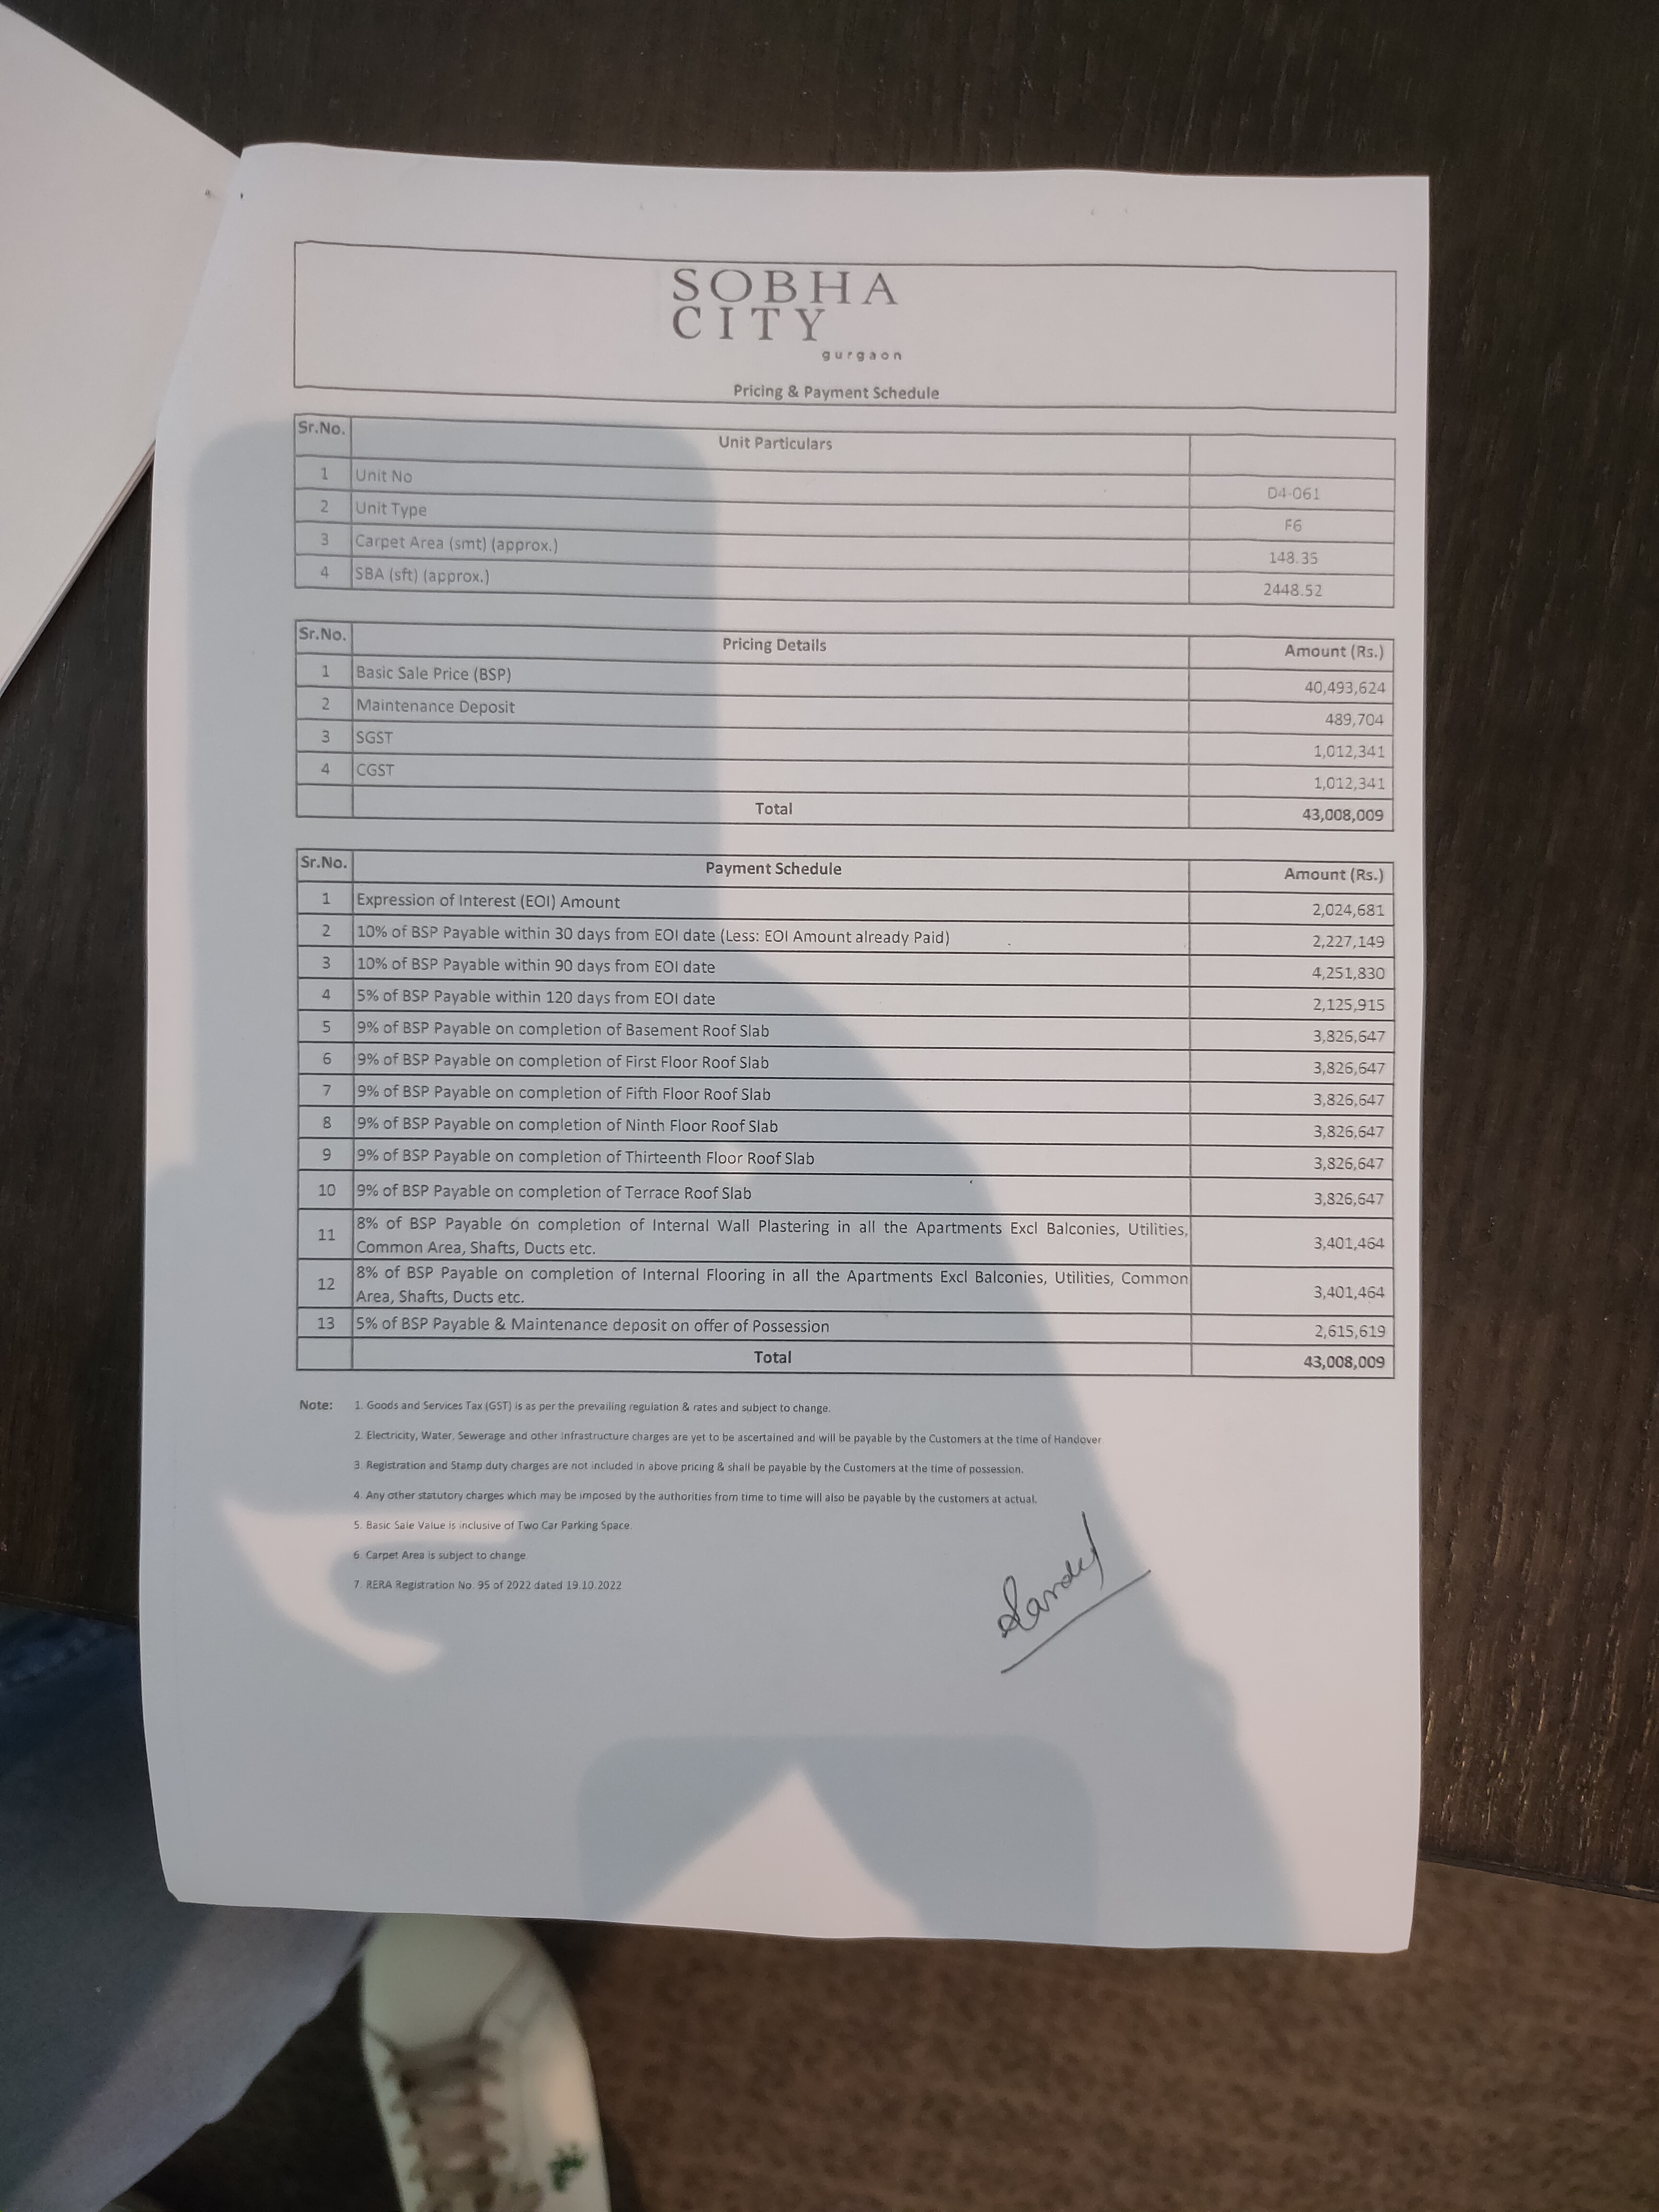 SOBHA
CITY
gurgaon
Pricing & Payment Schedule
Sr.No. Unit Particulars
1 Unit No D4-061
2 Unit Type F6
3 Carpet Area (smt) (approx.) 148.35
4 SBA (sft) (approx.) 2448.52
Sr.No. Pricing Details Amount (Rs.)
1 Basic Sale Price (BSP) 40,493,624
2 Maintenance Deposit 489,704
3 SGST 1,012,341
4 CGST 1,012,341
Total 43,008,009
Sr.No. Payment Schedule Amount (Rs.)
1 Expression of Interest (EOI) Amount 2,024,681
2 10% of BSP Payable within 30 days from EOI date (Less: EOI Amount already Paid) 2,227,149
3 10% of BSP Payable within 90 days from EOI date 4,251,830
4 5% of BSP Payable within 120 days from EOI date 2,125,915
5 9% of BSP Payable on completion of Basement Roof Slab 3,826,647
6 9% of BSP Payable on completion of First Floor Roof Slab 3,826,647
7 9% of BSP Payable on completion of Fifth Floor Roof Slab 3,826,647
8 9% of BSP Payable on completion of Ninth Floor Roof Slab 3,826,647
9 9% of BSP Payable on completion of Thirteenth Floor Roof Slab 3,826,647
10 9% of BSP Payable on completion of Terrace Roof Slab 3,826,647
11 8% of BSP Payable on completion of Internal Wall Plastering in all the Apartments Excl Balconies, Utilities,
Common Area, Shafts, Ducts etc. 3,401,464
12 8% of BSP Payable on completion of Internal Flooring in all the Apartments Excl Balconies, Utilities, Common
Area, Shafts, Ducts etc. 3,401,464
13 5% of BSP Payable & Maintenance deposit on offer of Possession 2,615,619
Total 43,008,009
Note: 1. Goods and Services Tax (GST) is as per the prevailing regulation & rates and subject to change.
2. Electricity, Water, Sewerage and other Infrastructure charges are yet to be ascertained and will be payable by the Customers at the time of Handover
3. Registration and Stamp duty charges are not included in above pricing & shall be payable by the Customers at the time of possession.
4. Any other statutory charges which may be imposed by the authorities from time to time will also be payable by the customers at actual.
5. Basic Sale Value is inclusive of Two Car Parking Space.
6. Carpet Area is subject to change
7. RERA Registration No. 95 of 2022 dated 19.10.2022